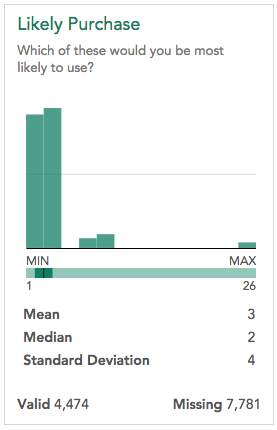 Likely Purchase
Which of these would you be most
likely to use?
MIN MAX
1 26
Mean 3
Median 2
Standard Deviation 4
Valid 4,474 Missing 7,781